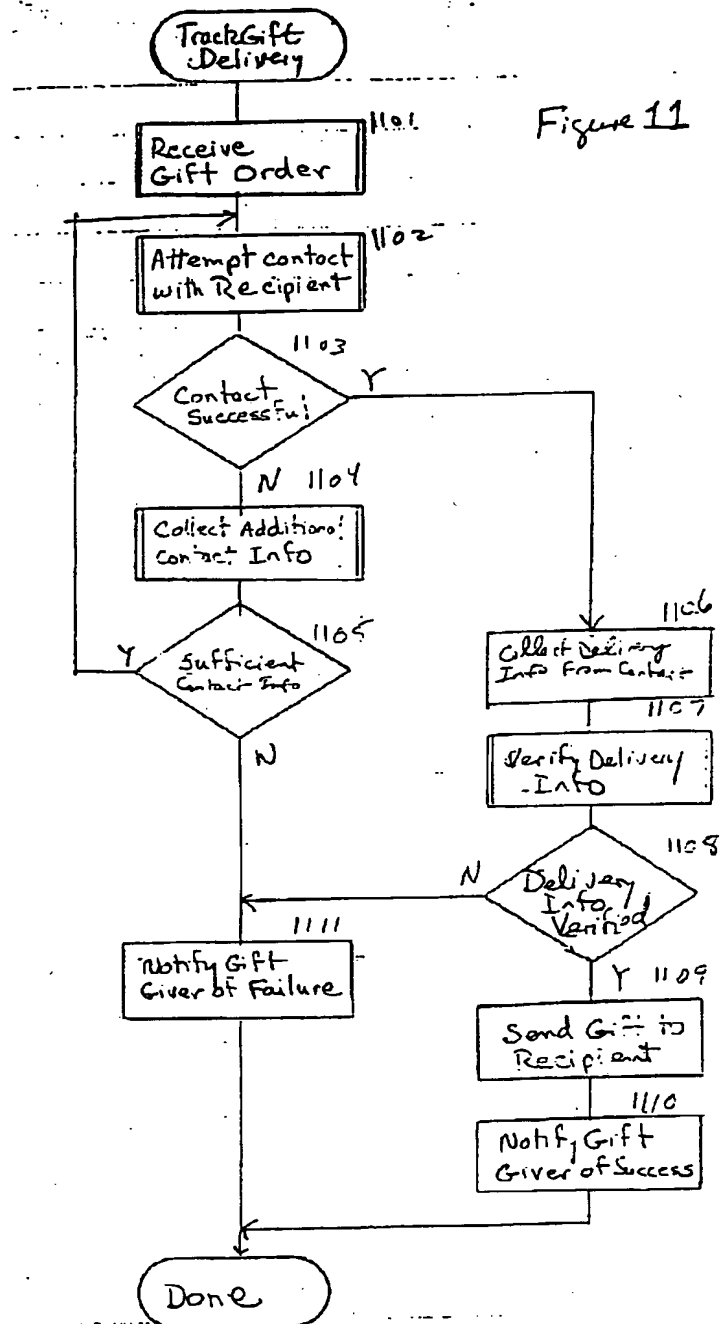 TrackGift
Delivery
Figure 11
1101
Receive
Gift Order
1102
Attempt contact
with Recipient
1103
Contact
Successful
Y
N 1104
Collect Additional
Contact Info
1105
Y
Sufficient
Contact Info
N
1106
Collect Delivery
Info From Contact
1107
Verify Delivery
Info
1108
N
Delivery
Info
Verified
1111
Notify Gift
Giver of Failure
Y 1109
Send Gift to
Recipient
1110
Notify Gift
Giver of Success
Done